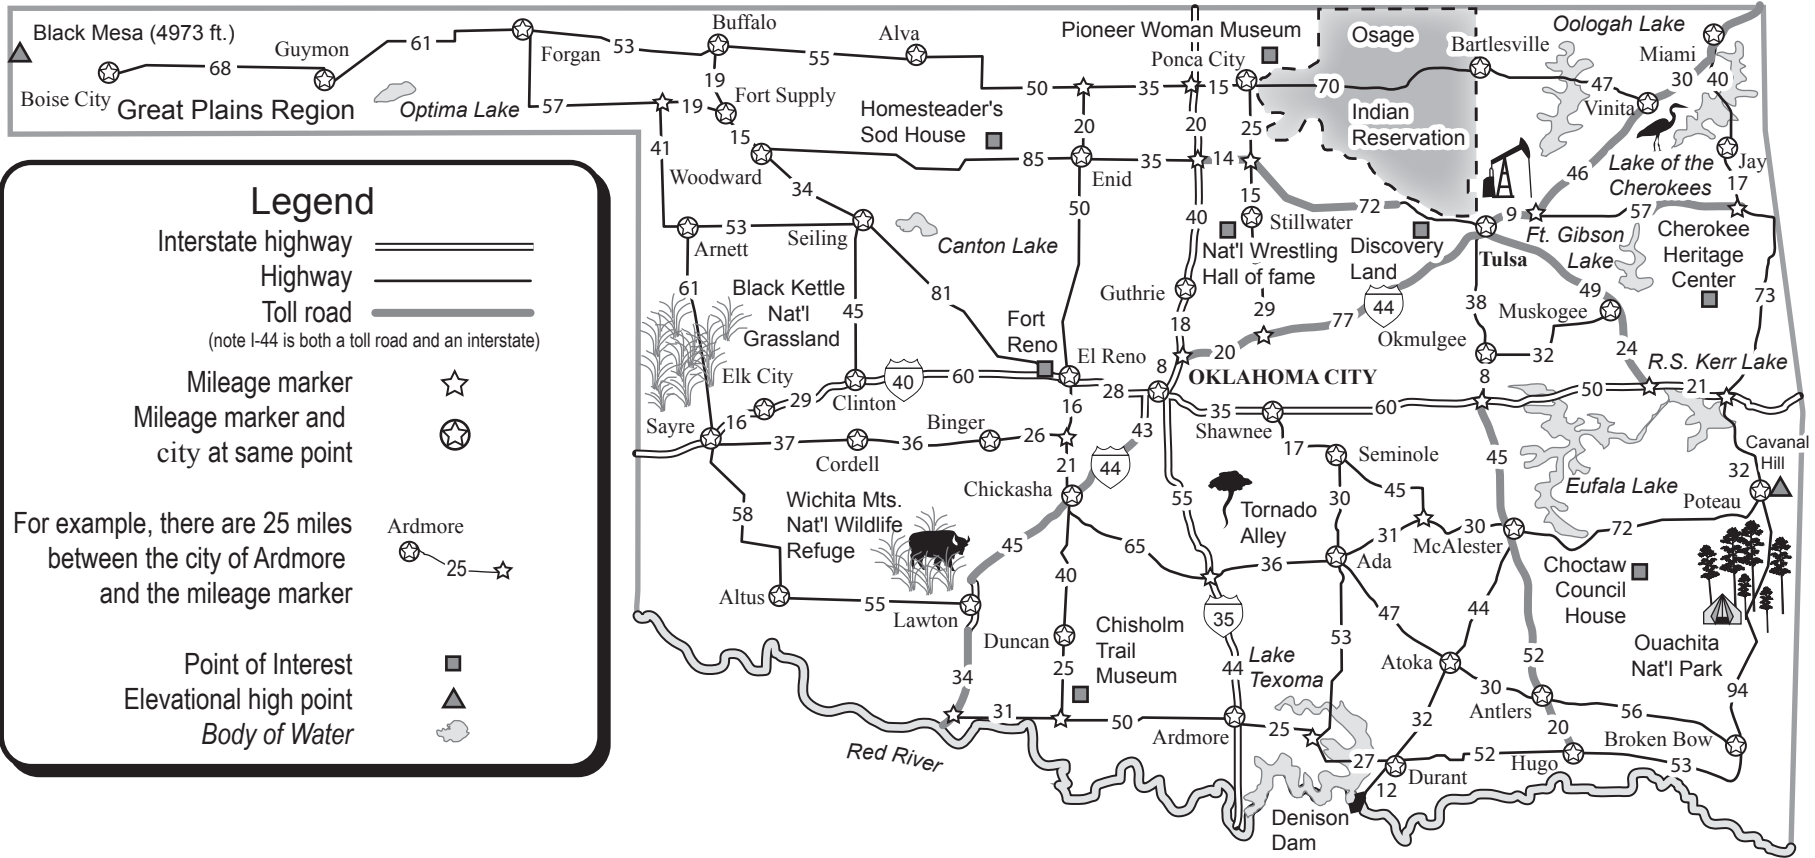 Black Mesa (4973 ft.)
Guymon
61
Forgan
53
Buffalo
55
Alva
Pioneer Woman Museum
Osage
Oologah Lake
Bartlesville
Miami
Boise City
68
Great Plains Region
Optima Lake
57
19
19
Fort Supply
15
Homesteader's
Sod House
50
35
15
Ponca City
70
Indian
Reservation
47
Vinita
30
40
41
Woodward
34
85
Enid
20
35
20
14
25
15
46
Lake of the
Cherokees
Jay
17
Legend
Interstate highway
Highway
Toll road
(note I-44 is both a toll road and an interstate)
Mileage marker
Mileage marker and
city at same point
For example, there are 25 miles
between the city of Ardmore
and the mileage marker
Ardmore
25
Point of Interest
Elevational high point
Body of Water
Arnett
53
Seiling
Canton Lake
50
40
Stillwater
72
9
57
Nat'l Wrestling
Hall of fame
Discovery
Land
Tulsa
Ft. Gibson
Lake
Cherokee
Heritage
Center
61
Black Kettle
Nat'l
Grassland
45
81
Guthrie
29
44
38
49
Muskogee
73
Fort
Reno
18
77
Okmulgee
32
24
R.S. Kerr Lake
Elk City
40
60
El Reno
8
20
OKLAHOMA CITY
8
50
21
Sayre
16
29
Clinton
28
35
Shawnee
60
37
Cordell
36
Binger
26
16
43
17
Seminole
45
Cavanal
Hill
21
44
Chickasha
55
Tornado
Alley
30
45
Eufala Lake
32
Poteau
58
Wichita Mts.
Nat'l Wildlife
Refuge
45
65
36
Ada
31
30
McAlester
72
Altus
55
Lawton
40
35
47
44
Choctaw
Council
House
Ouachita
Nat'l Park
Duncan
25
Chisholm
Trail
Museum
44
Lake
Texoma
53
Atoka
52
34
30
Antlers
56
94
Red River
31
50
Ardmore
25
32
20
Broken Bow
27
Durant
52
Hugo
53
12
Denison
Dam